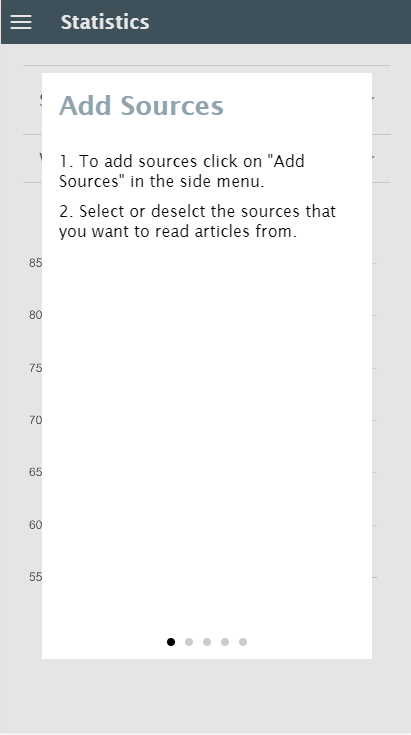 Statistics
Add Sources
1. To add sources click on "Add
Sources" in the side menu.
2. Select or deselct the sources that
you want to read articles from.
85
80
75
70
65
60
55